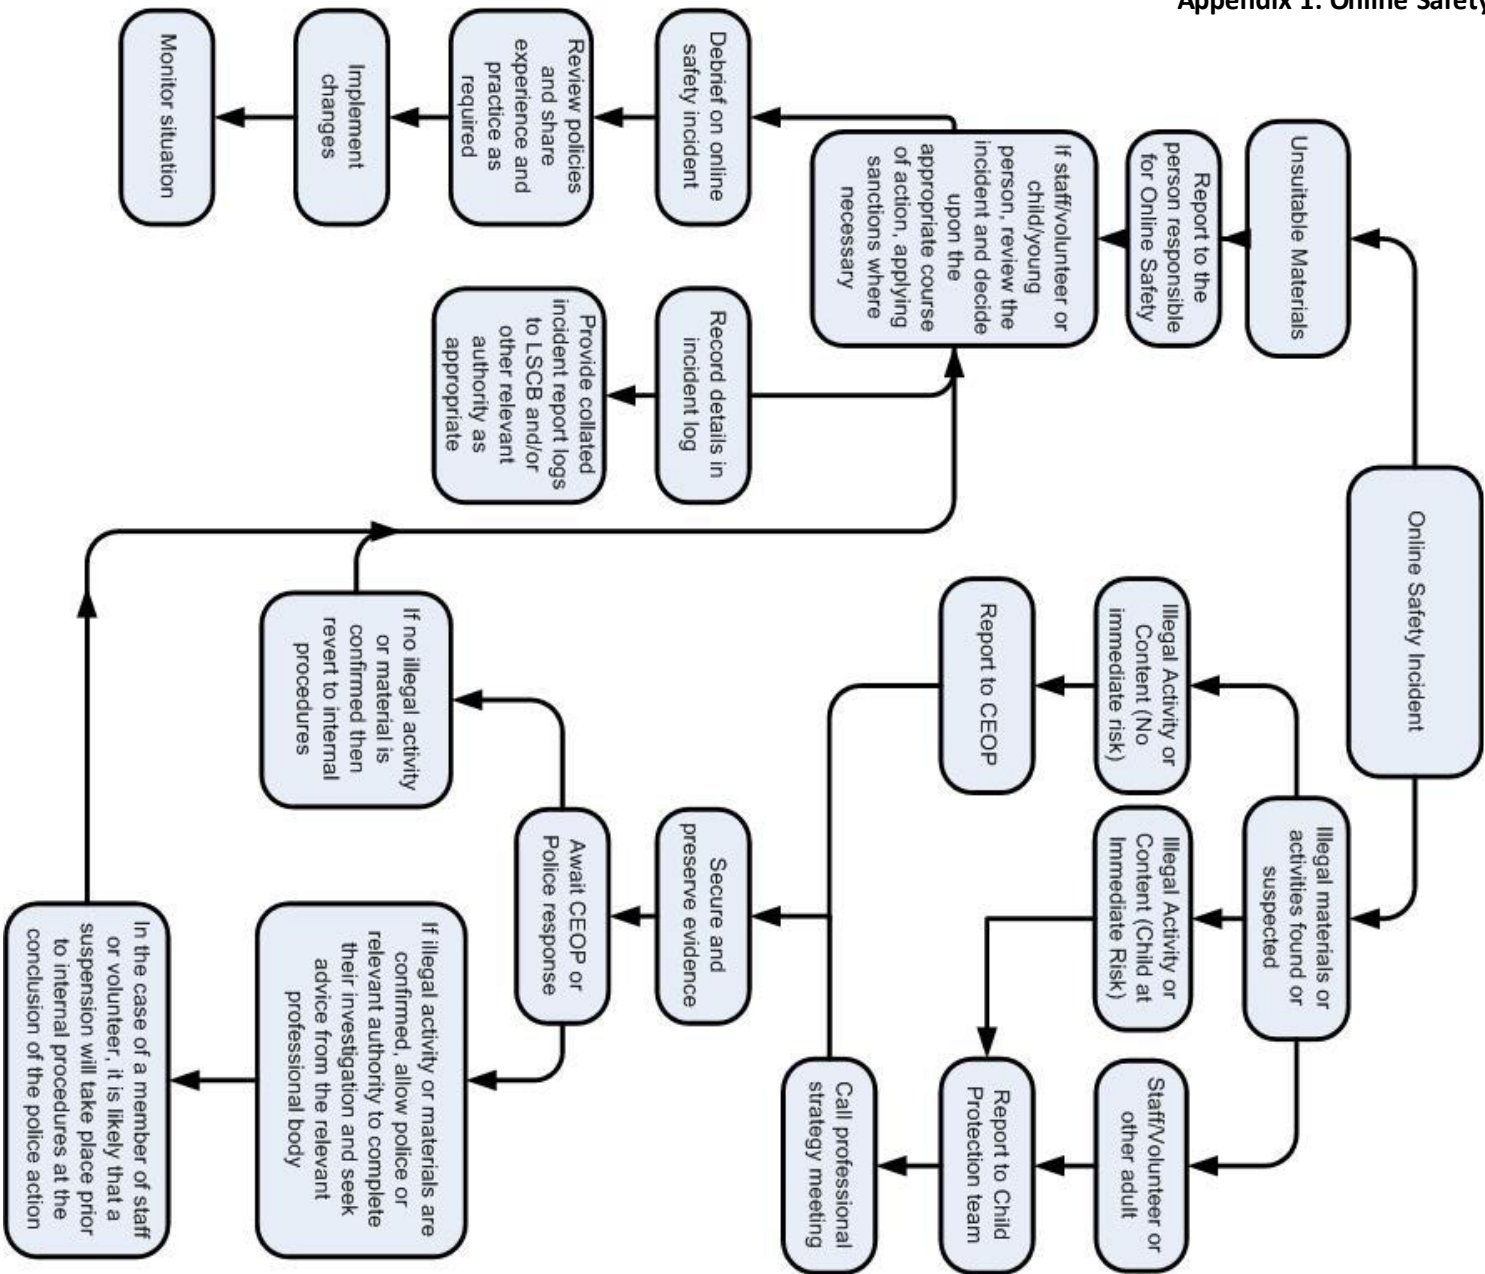 Appendix 1: Online Safety
Online Safety Incident
Unsuitable Materials
Report to the
person responsible
for Online Safety
If staff/volunteer or
child/young
person, review the
incident and decide
upon the
appropriate course
of action, applying
sanctions where
necessary
Debrief on online
safety incident
Review policies
and share
experience and
practice as
required
Implement
changes
Monitor situation
Record details in
incident log
Provide collated
incident report logs
to LSCB and/or
other relevant
authority as
appropriate
Illegal materials or
activities found or
suspected
Illegal Activity or
Content (No
immediate risk)
Report to CEOP
Illegal Activity or
Content (Child at
Immediate Risk)
Staff/Volunteer or
other adult
Report to Child
Protection team
Call professional
strategy meeting
Secure and
preserve evidence
Await CEOP or
Police response
If no illegal activity
or material is
confirmed then
revert to internal
procedures
If illegal activity or materials are
confirmed, allow police or
relevant authority to complete
their investigation and seek
advice from the relevant
professional body
In the case of a member of staff
or volunteer, it is likely that a
suspension will take place prior
to internal procedures at the
conclusion of the police action